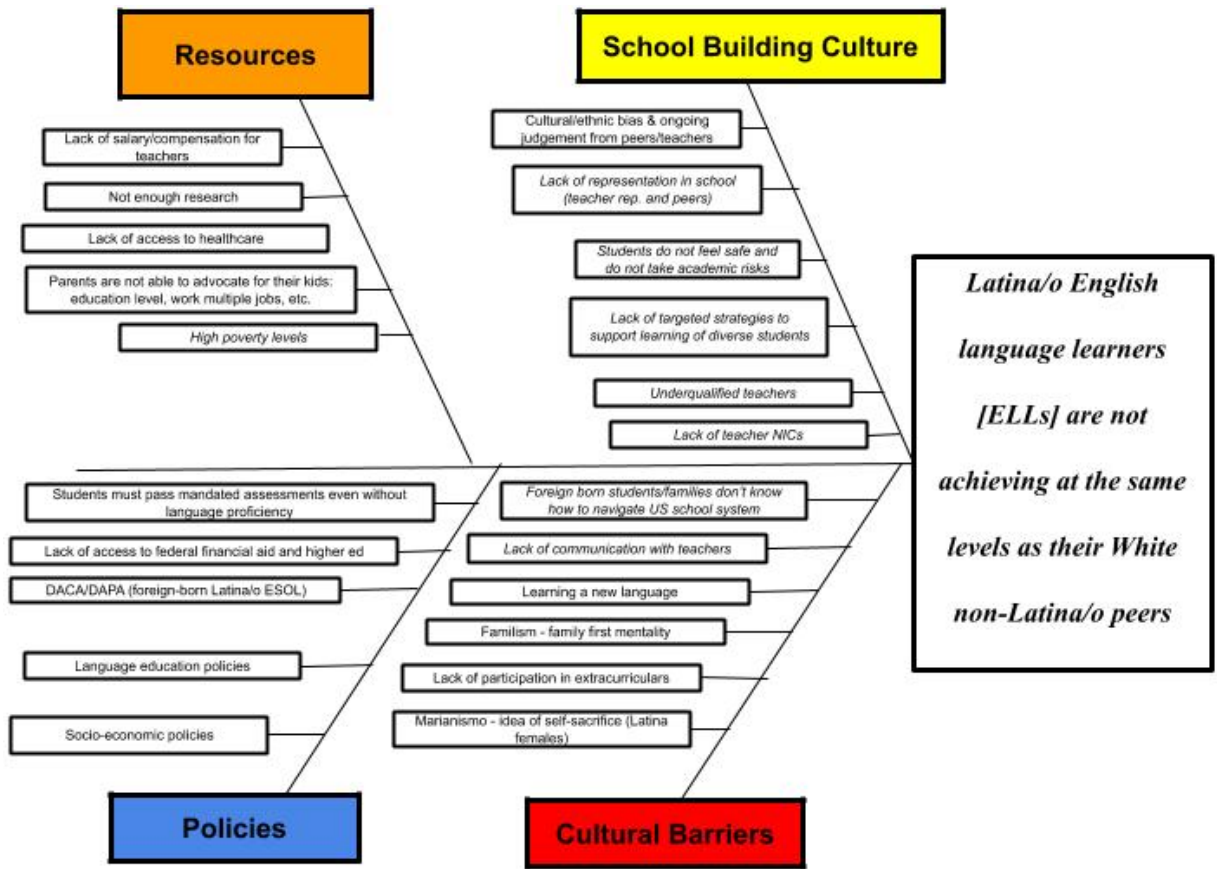 Resources
Lack of salary/compensation for
teachers
Not enough research
Lack of access to healthcare
Parents are not able to advocate for their kids:
education level, work multiple jobs, etc.
High poverty levels
School Building Culture
Cultural/ethnic bias & ongoing
judgement from peers/teachers
Lack of representation in school
(teacher rep. and peers)
Students do not feel safe and
do not take academic risks
Lack of targeted strategies to
support learning of diverse students
Underqualified teachers
Lack of teacher NICs
Students must pass mandated assessments even without
language proficiency
Lack of access to federal financial aid and higher ed
DACA/DAPA (foreign-born Latina/o ESOL)
Language education policies
Socio-economic policies
Policies
Foreign born students/families don't know
how to navigate US school system
Lack of communication with teachers
Learning a new language
Familism - family first mentality
Lack of participation in extracurriculars
Marianismo - idea of self-sacrifice (Latina
females)
Cultural Barriers
Latina/o English
language learners
[ELLs] are not
achieving at the same
levels as their White
non-Latina/o peers